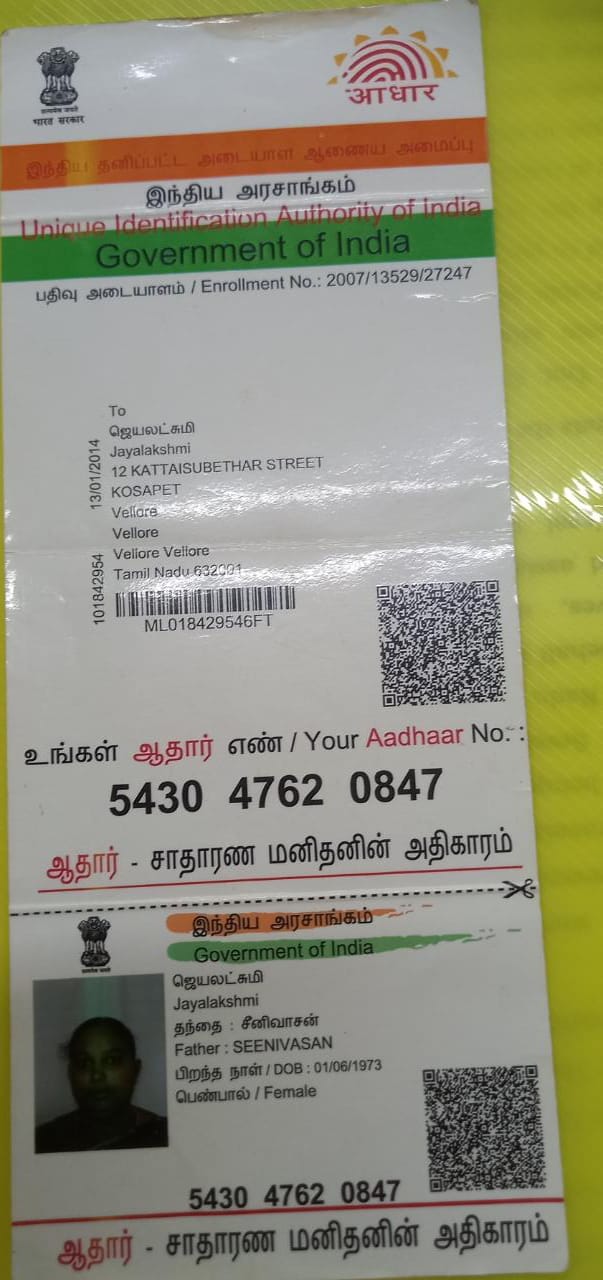 आधार
भारत सरकार
இந்திய தனிப்பட்ட அடையாள ஆணைய அமைப்பு
இந்திய அரசாங்கம்
Unique Identification Authority of India
Government of India
பதிவு அடையாளம் / Enrollment No.: 2007/13529/27247
To
ஜெயலட்சுமி
Jayalakshmi
12 KATTAISUBETHAR STREET
KOSAPET
Vellore
Vellore
Vellore Vellore
Tamil Nadu 632001
13/01/2014
101842954
ML018429546FT
உங்கள் ஆதார் எண் / Your Aadhaar No. :
5430 4762 0847
ஆதார் - சாதாரண மனிதனின் அதிகாரம்
இந்திய அரசாங்கம்
Government of India
ஜெயலட்சுமி
Jayalakshmi
தந்தை : சீனிவாசன்
Father : SEENIVASAN
பிறந்த நாள் / DOB : 01/06/1973
பெண்பால் / Female
5430 4762 0847
ஆதார் - சாதாரண மனிதனின் அதிகாரம்